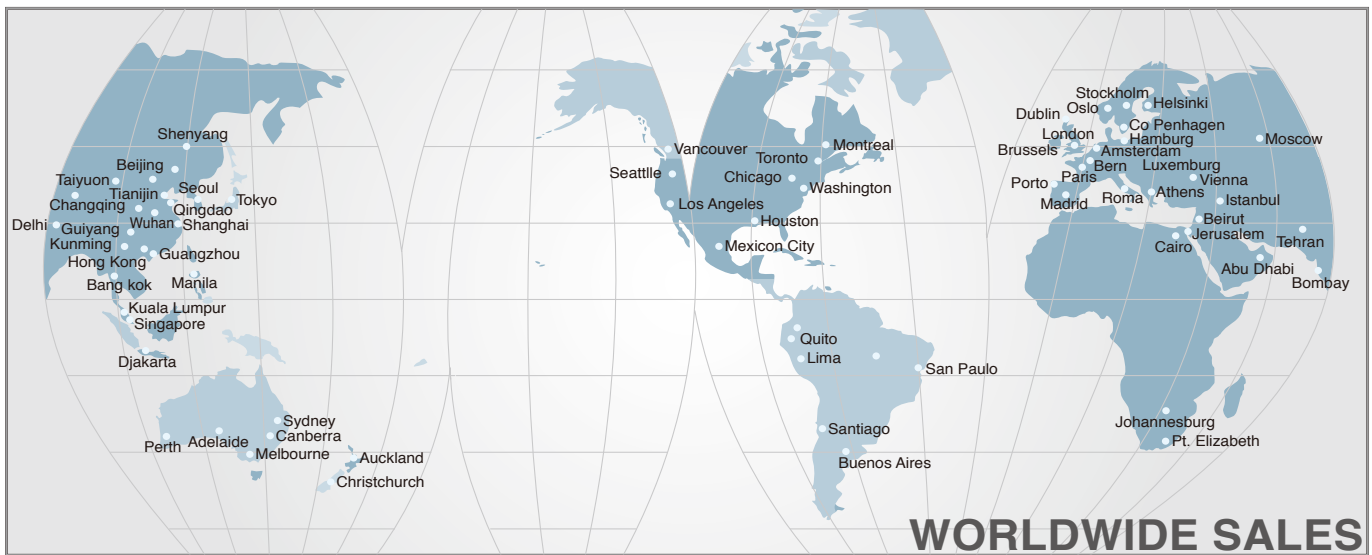 Shenyang
Beijing
Taiyuon
Tianijin
Seoul
Changqing
Qingdao
Tokyo
Delhi
Guiyang
Wuhan
Shanghai
Kunming
Hong Kong
Guangzhou
Bang kok
Manila
Kuala Lumpur
Singapore
Djakarta
Sydney
Canberra
Adelaide
Perth
Melbourne
Auckland
Christchurch
Vancouver
Seattlle
Los Angeles
Montreal
Toronto
Chicago
Washington
Houston
Mexicon City
Quito
Lima
San Paulo
Santiago
Buenos Aires
Stockholm
Oslo
Helsinki
Dublin
London
Co Penhagen
Hamburg
Brussels
Amsterdam
Moscow
Paris
Bern
Luxemburg
Vienna
Porto
Madrid
Roma
Athens
Istanbul
Beirut
Jerusalem
Cairo
Tehran
Abu Dhabi
Bombay
Johannesburg
Pt. Elizabeth
WORLDWIDE SALES